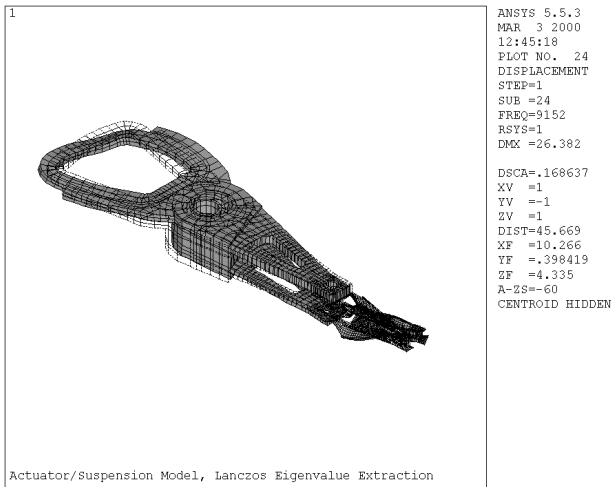 1
ANSYS 5.5.3
MAR  3 2000
12:45:18
PLOT NO.  24
DISPLACEMENT
STEP=1
SUB =24
FREQ=9152
RSYS=1
DMX =26.382
DSCA=.168637
XV  =1
YV  =-1
ZV  =1
DIST=45.669
XF  =10.266
YF  =.398419
ZF  =4.335
A-ZS=-60
CENTROID HIDDEN
Actuator/Suspension Model, Lanczos Eigenvalue Extraction